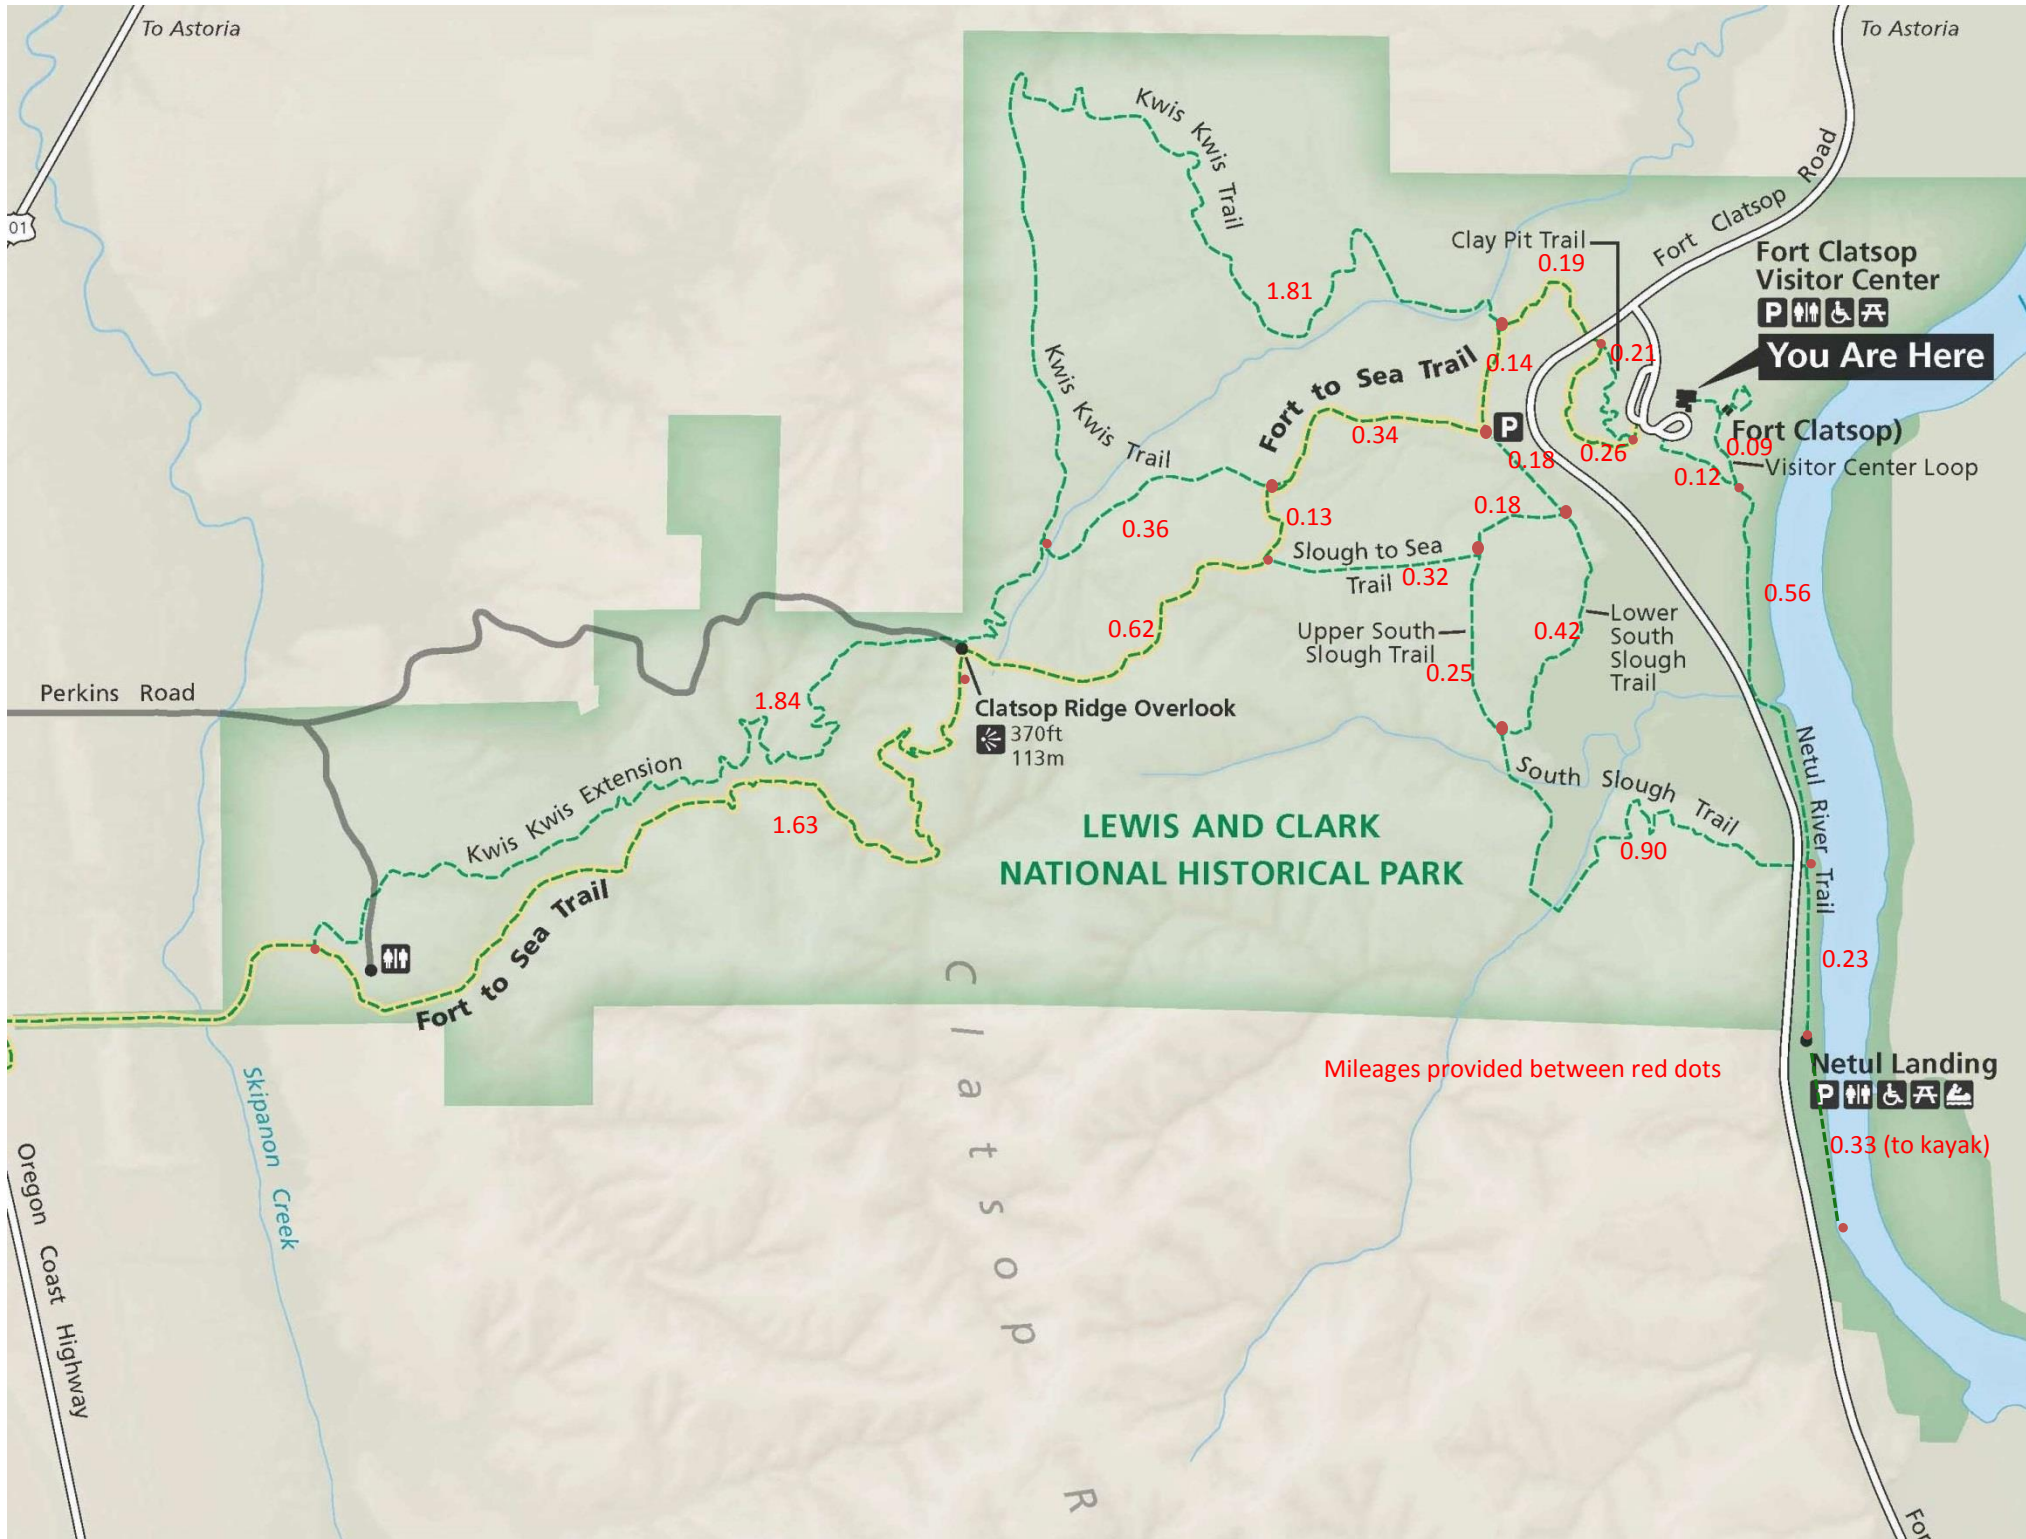 To Astoria
To Astoria
01
Kwis Kwis Trail
Fort Clatsop Road
Clay Pit Trail
0.19
Fort Clatsop
Visitor Center
P
You Are Here
1.81
0.21
0.14
Fort to Sea Trail
Kwis Kwis Trail
0.34
P
Fort Clatsop)
0.09
0.18
0.26
0.12
Visitor Center Loop
0.18
0.13
0.36
Slough to Sea
Trail
0.32
0.56
0.62
Upper South
Slough Trail
0.25
0.42
Lower
South
Slough
Trail
Perkins Road
1.84
Clatsop Ridge Overlook
370ft
113m
Kwis Kwis Extension
1.63
South Slough Trail
0.90
Netul River Trail
LEWIS AND CLARK
NATIONAL HISTORICAL PARK
Fort to Sea Trail
0.23
Clatsop R
Mileages provided between red dots
Netul Landing
P
0.33 (to kayak)
Skipanon Creek
Oregon Coast Highway
For